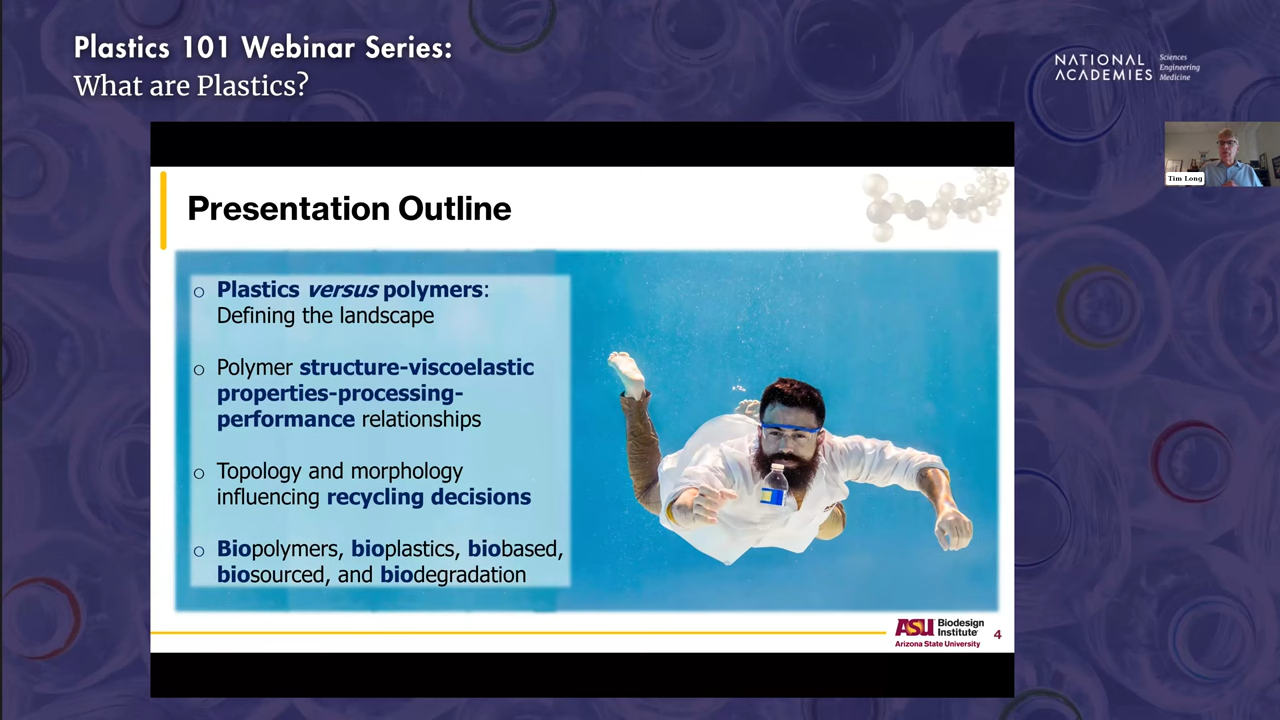 Plastics 101 Webinar Series:
What are Plastics?
NATIONAL
ACADEMIES
Sciences
Engineering
Medicine
Tim Long
Presentation Outline
○ Plastics versus polymers:
Defining the landscape
○ Polymer structure-viscoelastic
properties-processing-
performance relationships
○ Topology and morphology
influencing recycling decisions
○ Biopolymers, bioplastics, biobased,
biosourced, and biodegradation
ASU Biodesign
Institute
Arizona State University
4